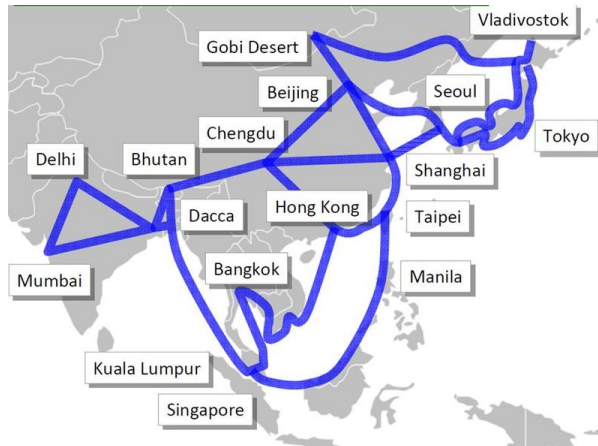 Vladivostok
Gobi Desert
Beijing
Seoul
Chengdu
Tokyo
Delhi
Bhutan
Shanghai
Dacca
Hong Kong
Taipei
Bangkok
Mumbai
Manila
Kuala Lumpur
Singapore